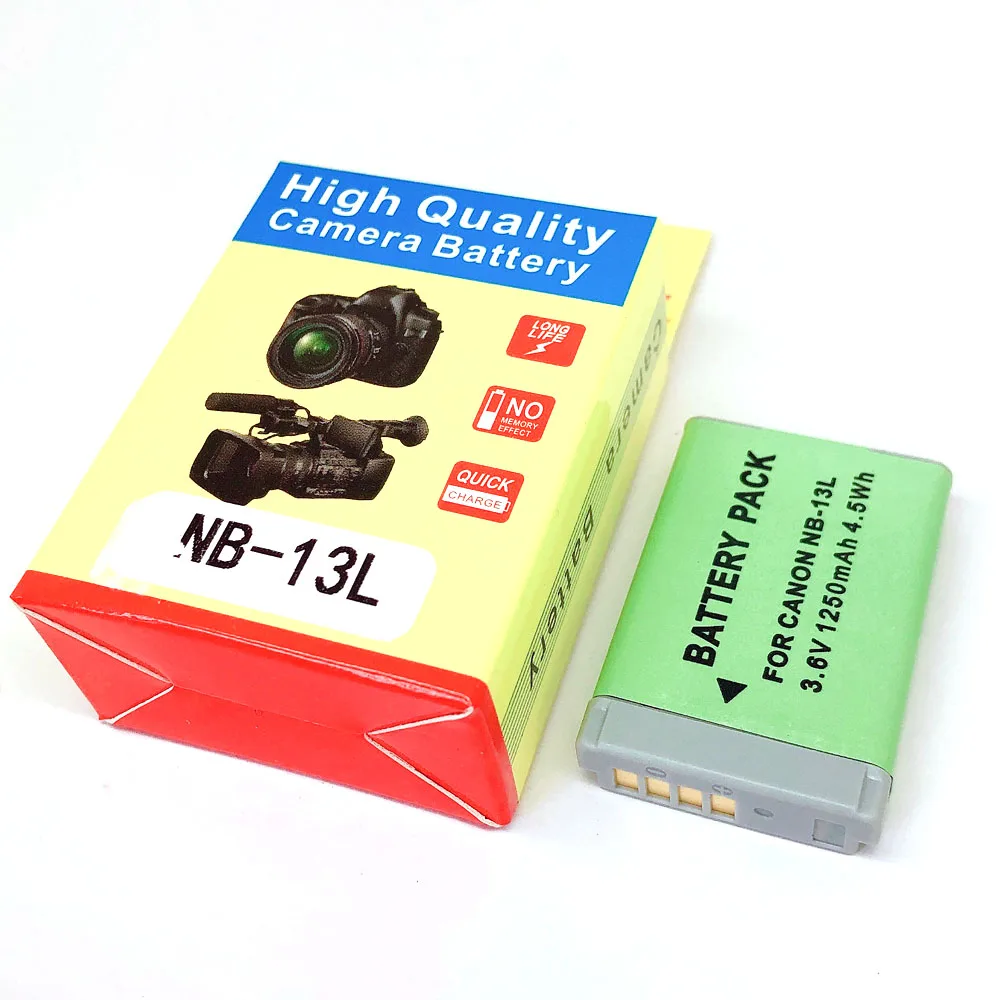 High Quality
Camera Battery
LONG
LIFE
NO
MEMORY
EFFECT
QUICK
CHARGE
NB-13L
Camera Battery
BATTERY PACK
FOR CANON NB-13L
3.6V 1250mAh 4.5Wh